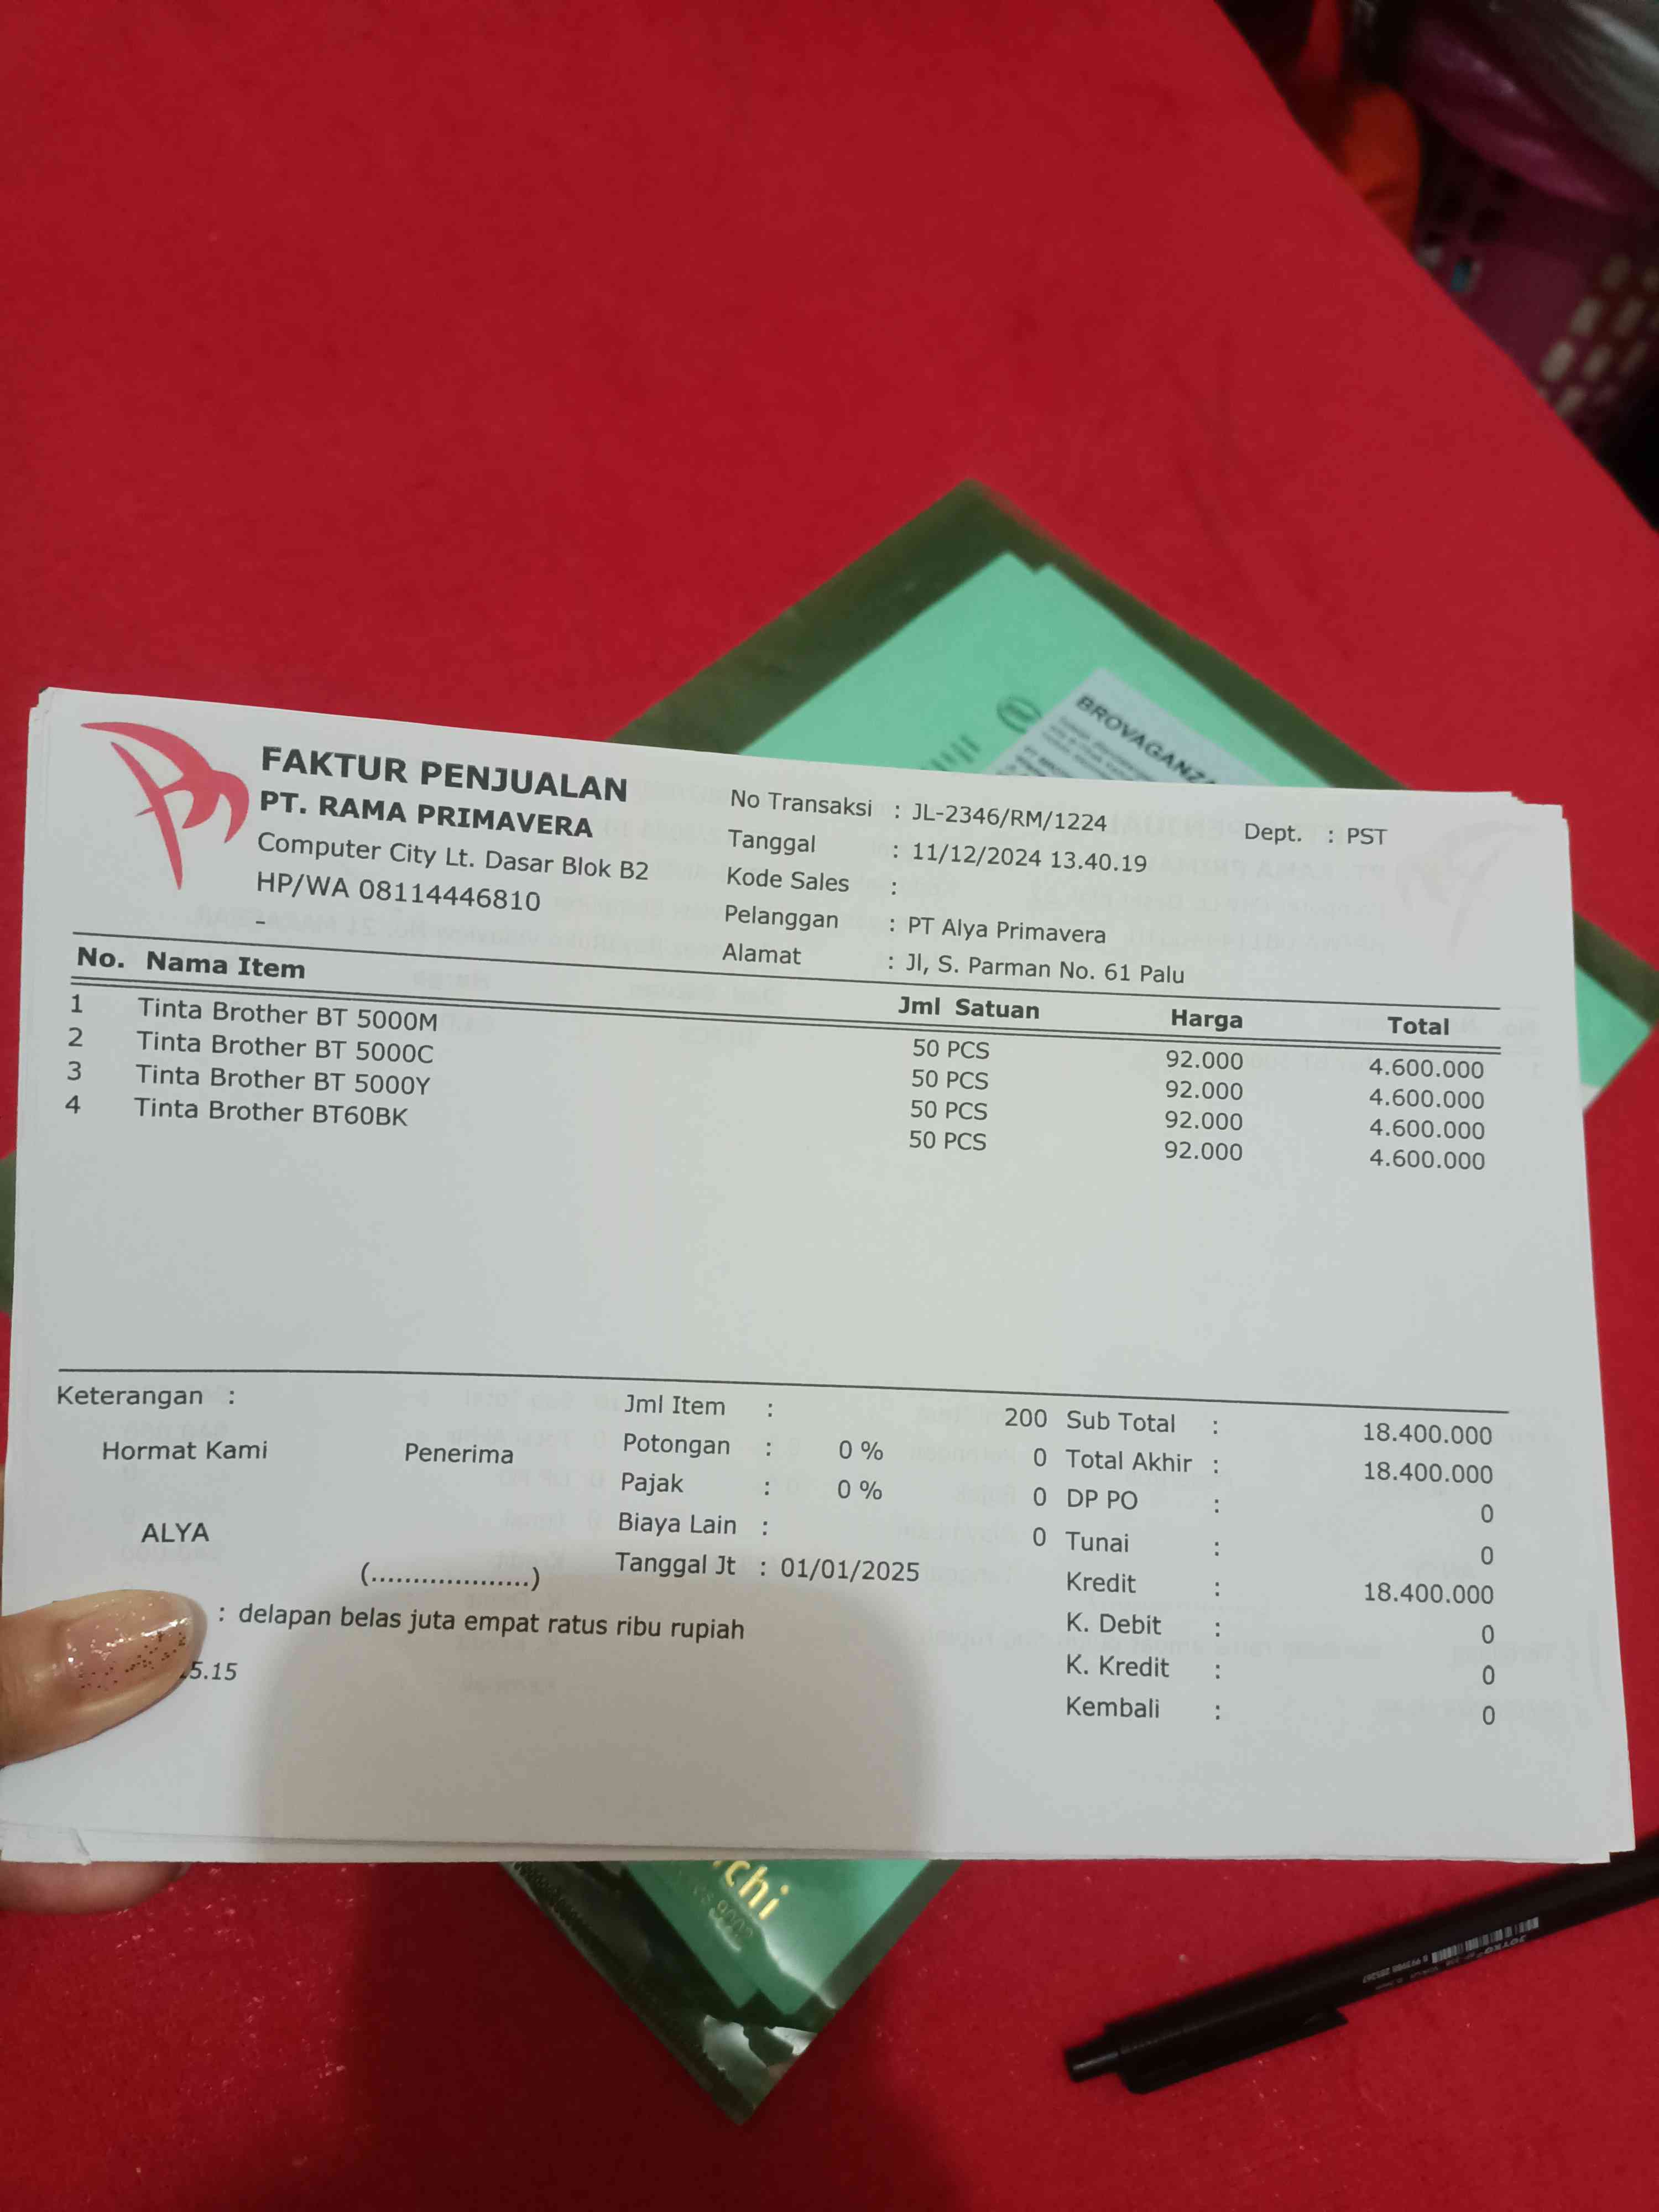 FAKTUR PENJUALAN
PT. RAMA PRIMAVERA
Computer City Lt. Dasar Blok B2
HP/WA 08114446810
-
No Transaksi : JL-2346/RM/1224 Dept. : PST
Tanggal : 11/12/2024 13.40.19
Kode Sales :
Pelanggan : PT Alya Primavera
Alamat : Jl, S. Parman No. 61 Palu
No. Nama Item Jml Satuan Harga Total
1 Tinta Brother BT 5000M 50 PCS 92.000 4.600.000
2 Tinta Brother BT 5000C 50 PCS 92.000 4.600.000
3 Tinta Brother BT 5000Y 50 PCS 92.000 4.600.000
4 Tinta Brother BT60BK 50 PCS 92.000 4.600.000
Keterangan :
Hormat Kami Penerima
ALYA
(...................)
Jml Item : 200
Potongan : 0 % 0
Pajak : 0 % 0
Biaya Lain : 0
Tanggal Jt : 01/01/2025
Sub Total : 18.400.000
Total Akhir : 18.400.000
DP PO : 0
Tunai : 0
Kredit : 18.400.000
K. Debit : 0
K. Kredit : 0
Kembali : 0
: delapan belas juta empat ratus ribu rupiah
5.15
BROVAGANZA
chi
JOYKO